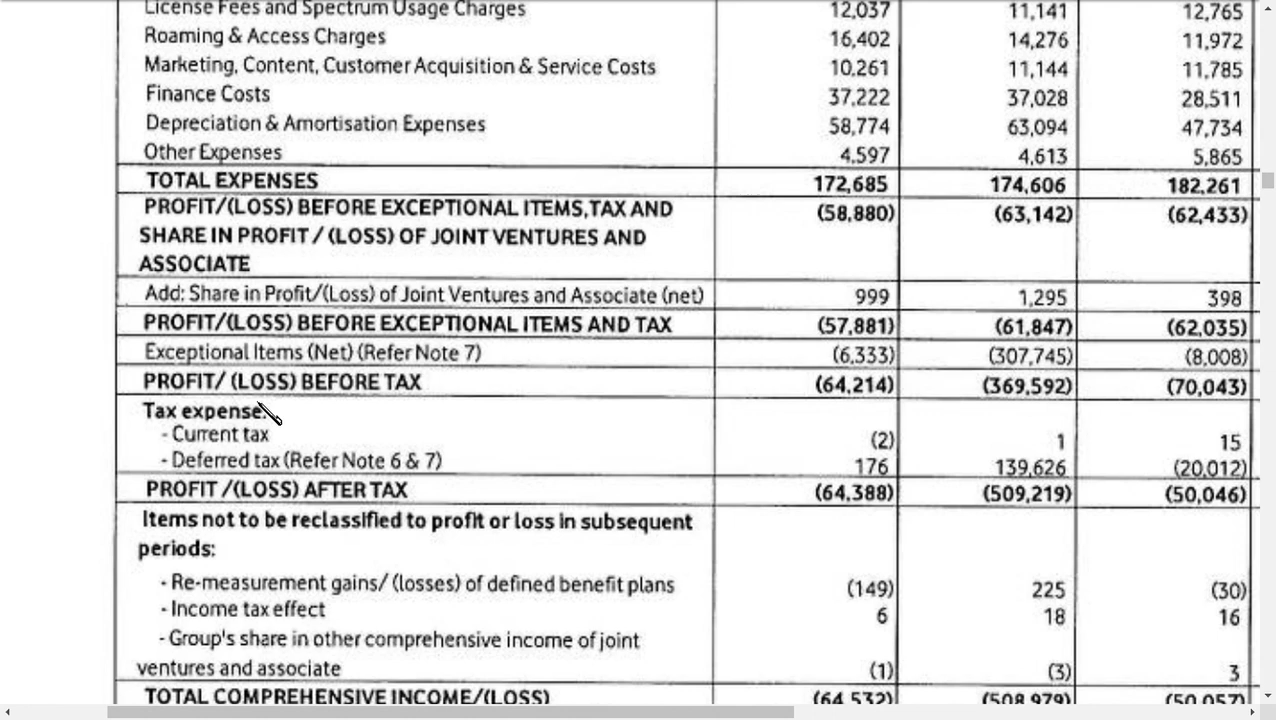 License Fees and Spectrum Usage Charges 12,037 11,141 12,765
Roaming & Access Charges 16,402 14,276 11,972
Marketing, Content, Customer Acquisition & Service Costs 10,261 11,144 11,785
Finance Costs 37,222 37,028 28,511
Depreciation & Amortisation Expenses 58,774 63,094 47,734
Other Expenses 4,597 4,613 5,865
TOTAL EXPENSES 172,685 174,606 182,261
PROFIT/(LOSS) BEFORE EXCEPTIONAL ITEMS,TAX AND (58,880) (63,142) (62,433)
SHARE IN PROFIT / (LOSS) OF JOINT VENTURES AND
ASSOCIATE
Add: Share in Profit/(Loss) of Joint Ventures and Associate (net) 999 1,295 398
PROFIT/(LOSS) BEFORE EXCEPTIONAL ITEMS AND TAX (57,881) (61,847) (62,035)
Exceptional Items (Net) (Refer Note 7) (6,333) (307,745) (8,008)
PROFIT/ (LOSS) BEFORE TAX (64,214) (369,592) (70,043)
Tax expense:
- Current tax (2) 1 15
- Deferred tax (Refer Note 6 & 7) 176 139,626 (20,012)
PROFIT /(LOSS) AFTER TAX (64,388) (509,219) (50,046)
Items not to be reclassified to profit or loss in subsequent
periods:
- Re-measurement gains/ (losses) of defined benefit plans (149) 225 (30)
- Income tax effect 6 18 16
- Group's share in other comprehensive income of joint
ventures and associate (1) (3) 3
TOTAL COMPREHENSIVE INCOME/(LOSS) (64,532) (508,979) (50,057)